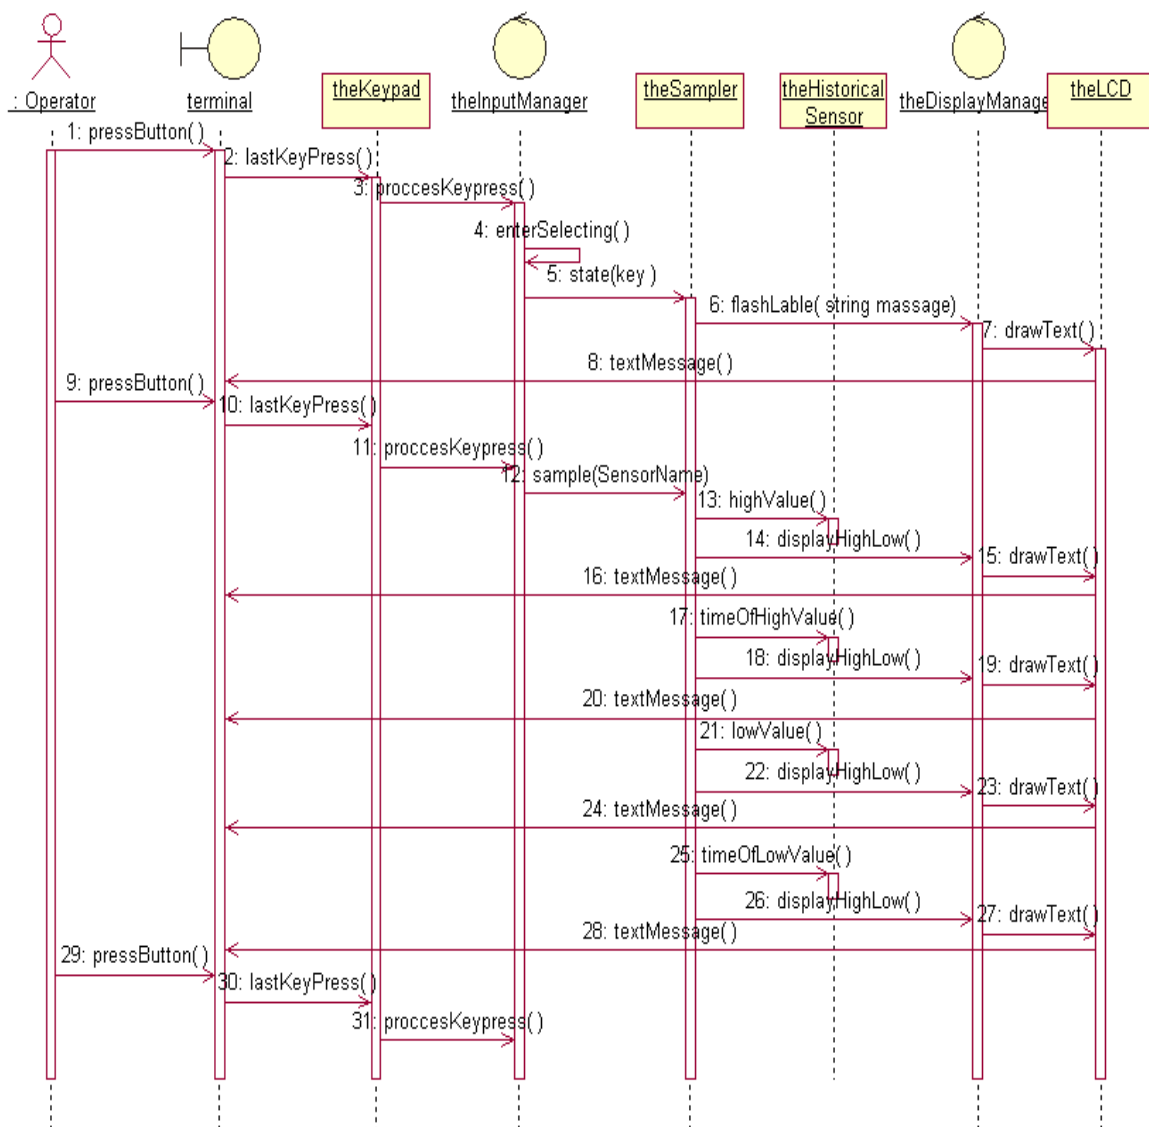 : Operator
terminal
theKeypad
theInputManager
theSampler
theHistorical
Sensor
theDisplayManage
theLCD
1: pressButton( )
2: lastKeyPress( )
3: proccesKeypress( )
4: enterSelecting( )
5: state(key )
6: flashLable( string massage)
7: drawText( )
8: textMessage( )
9: pressButton( )
10: lastKeyPress( )
11: proccesKeypress( )
12: sample(SensorName)
13: highValue( )
14: displayHighLow( )
15: drawText( )
16: textMessage( )
17: timeOfHighValue( )
18: displayHighLow( )
19: drawText( )
20: textMessage( )
21: lowValue( )
22: displayHighLow( )
23: drawText( )
24: textMessage( )
25: timeOfLowValue( )
26: displayHighLow( )
27: drawText( )
28: textMessage( )
29: pressButton( )
30: lastKeyPress( )
31: proccesKeypress( )